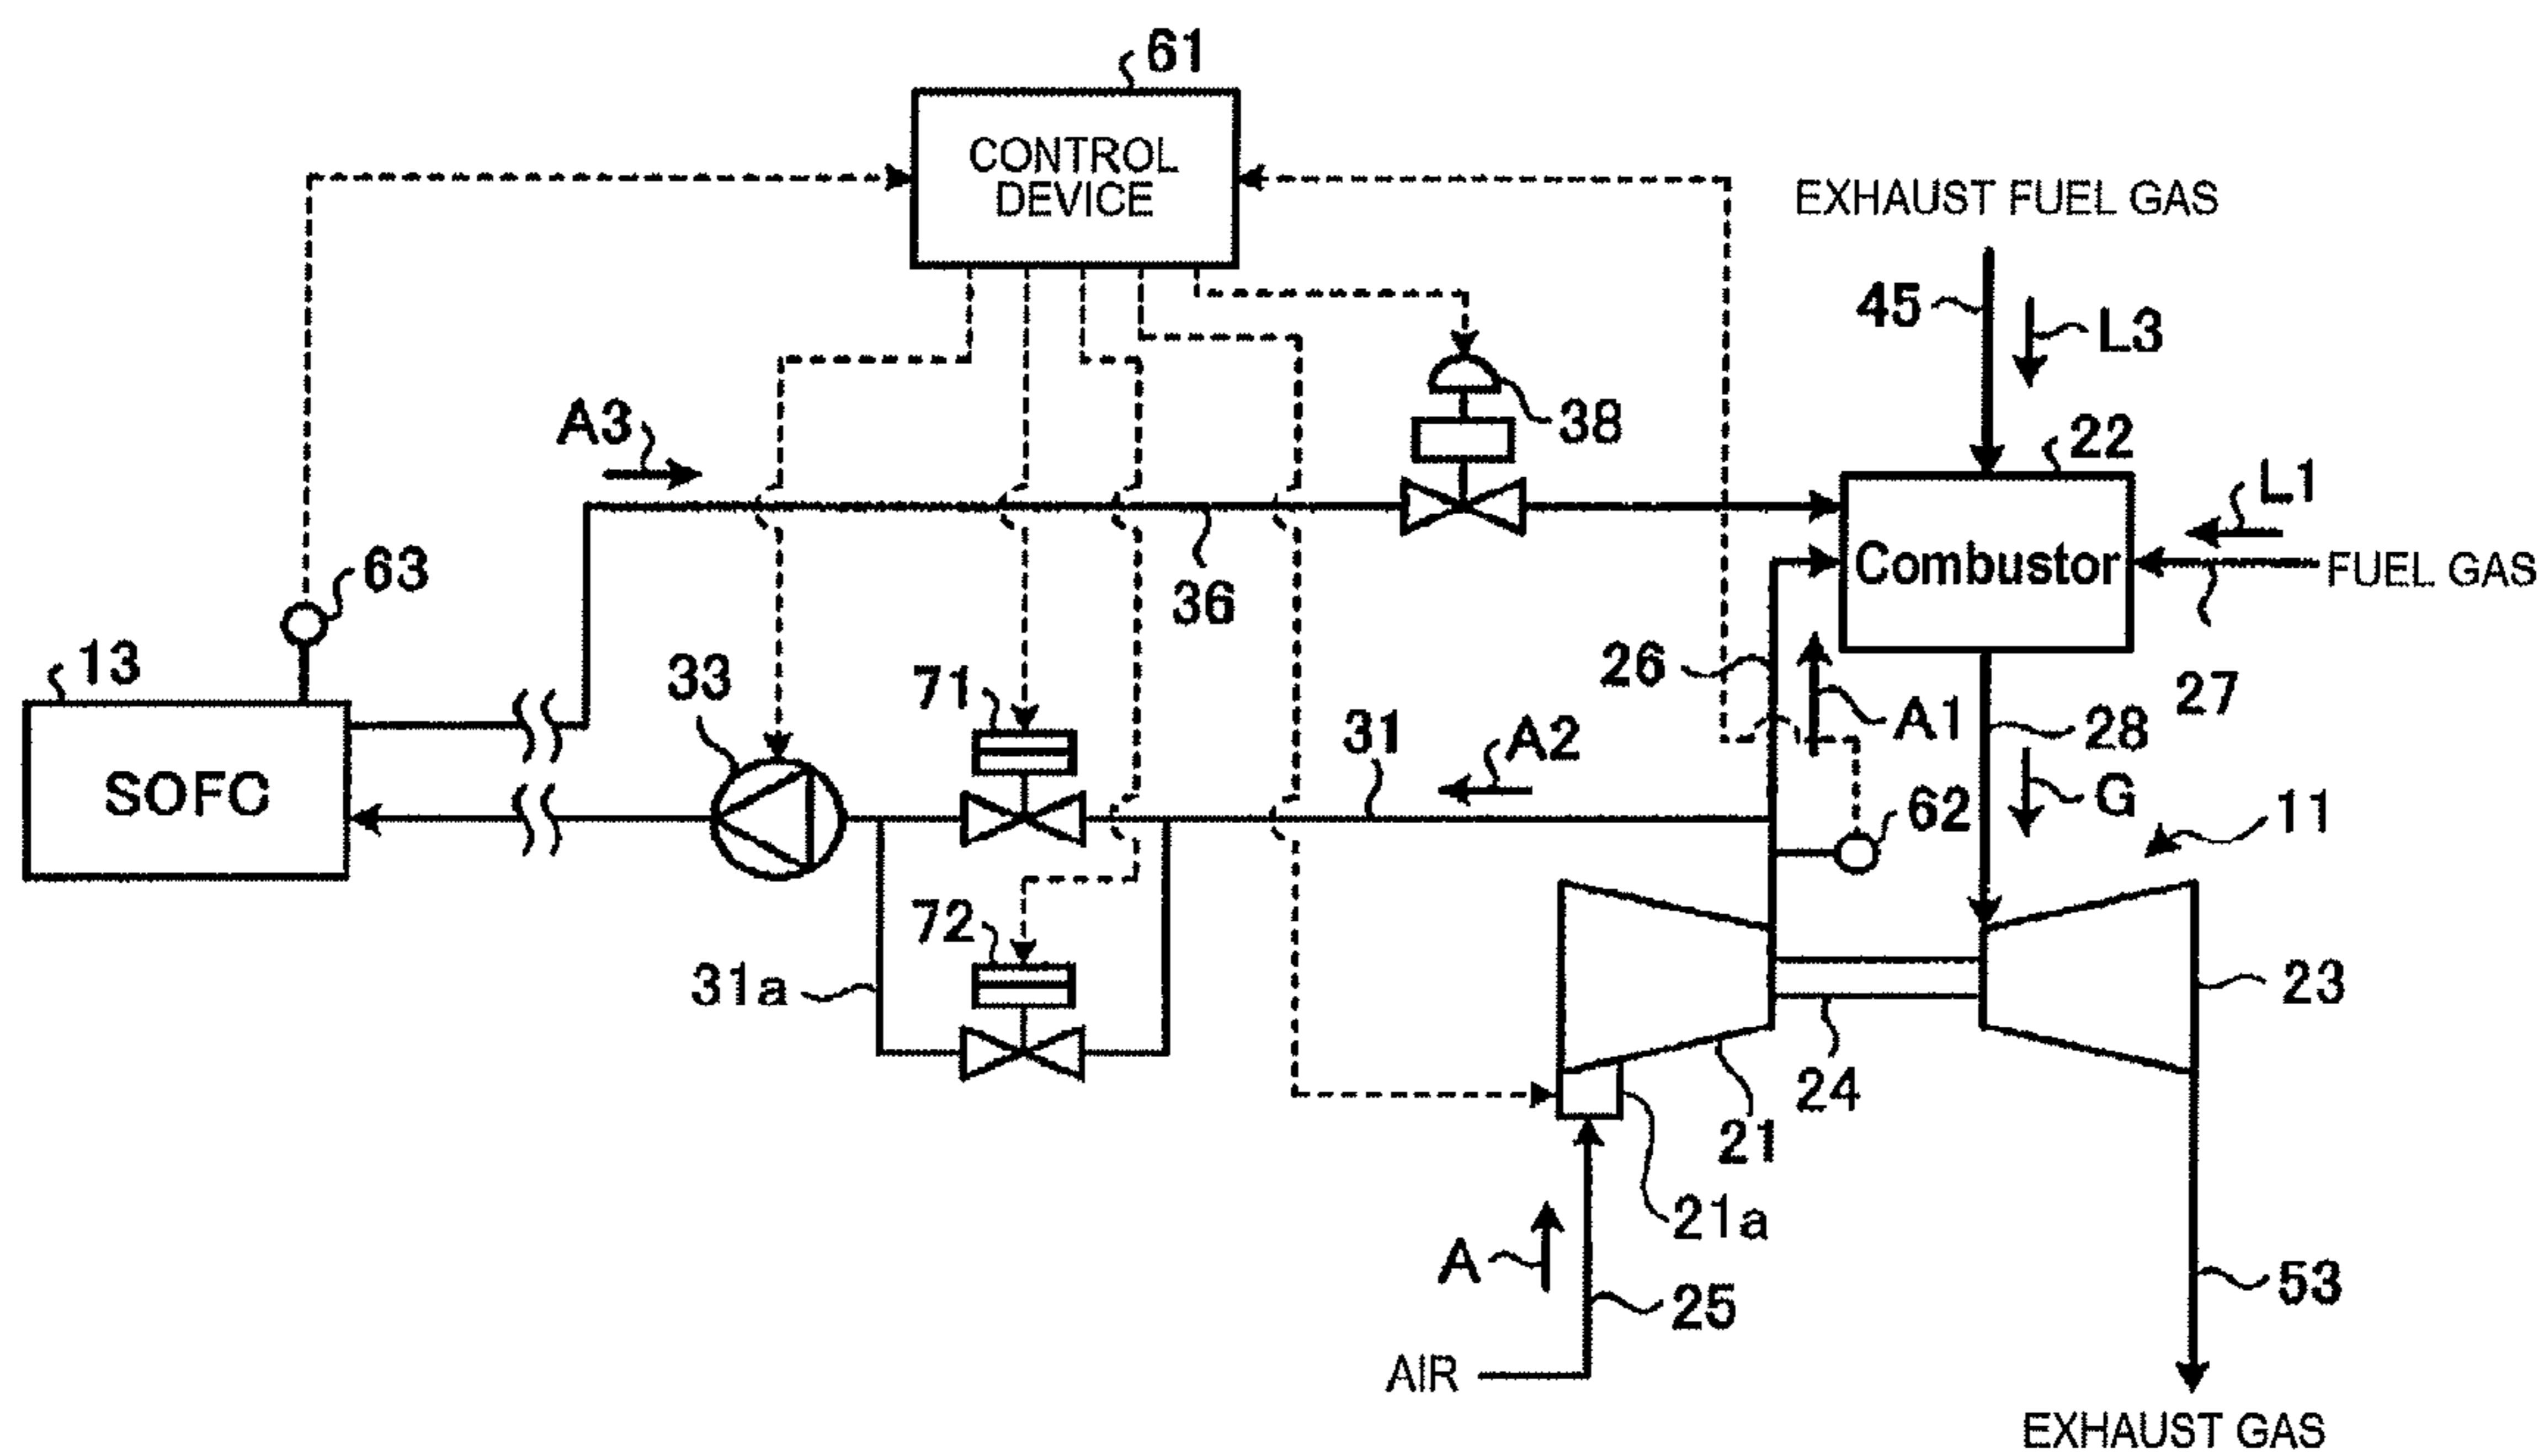 61
CONTROL
DEVICE
EXHAUST FUEL GAS
45
L3
A3
38
22
L1
Combustor
FUEL GAS
63
36
13
33
71
26
A1
27
28
31
A2
SOFC
G
11
62
72
31a
23
24
21
21a
A
25
53
AIR
EXHAUST GAS